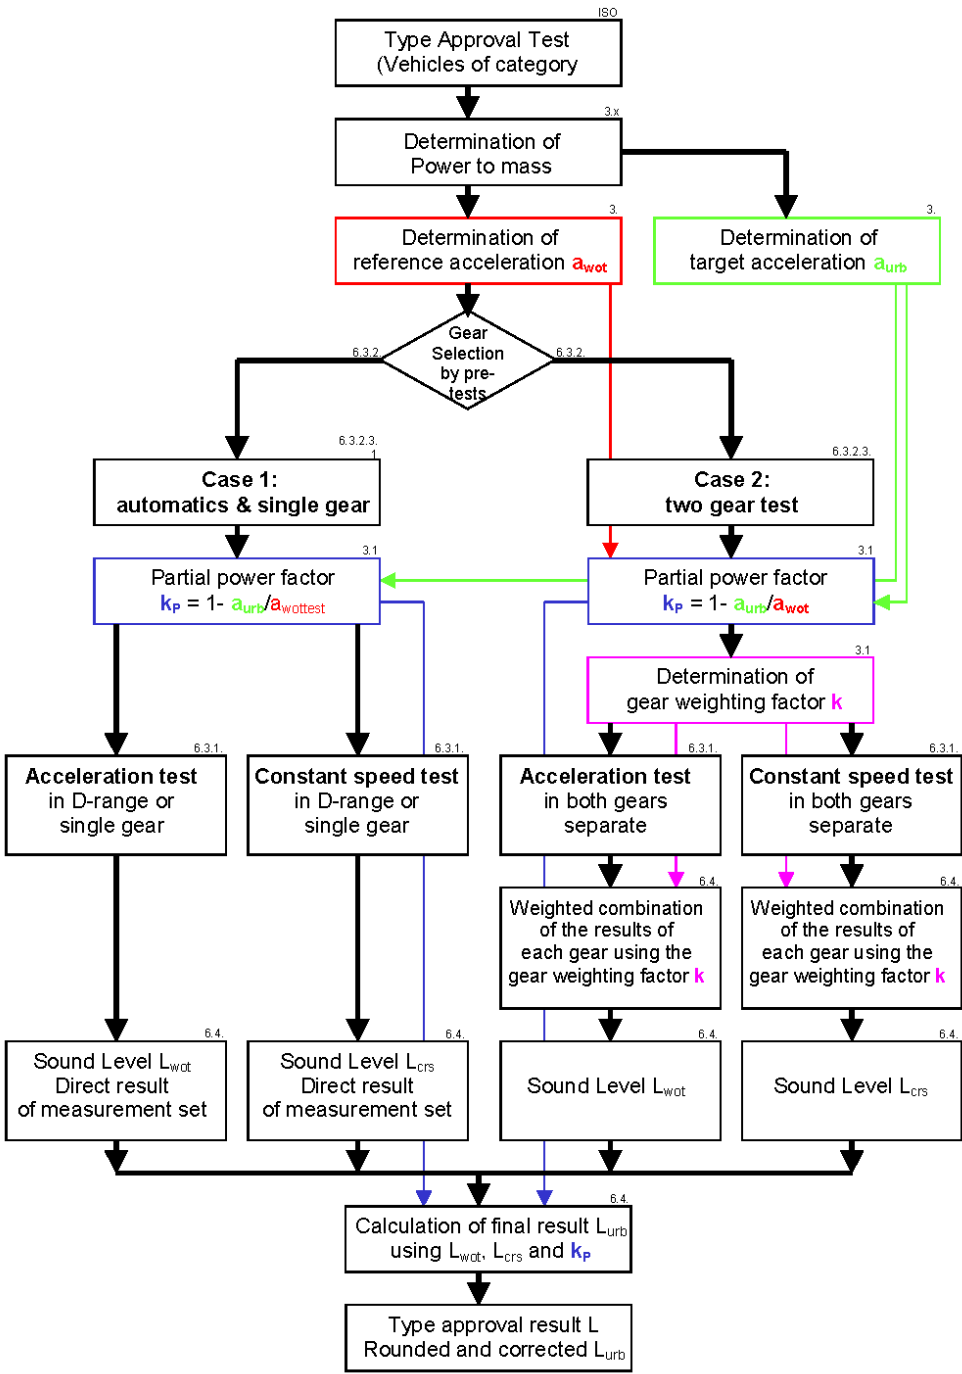 ISO
Type Approval Test
(Vehicles of category
3.x
Determination of
Power to mass
3.
Determination of
reference acceleration awot
3.
Determination of
target acceleration aurb
Gear
Selection
by pre-
tests
6.3.2.
6.3.2.
6.3.2.3.
1
Case 1:
automatics & single gear
6.3.2.3.
Case 2:
two gear test
3.1
Partial power factor
kP = 1- aurb/awottest
3.1
Partial power factor
kP = 1- aurb/awot
3.1
Determination of
gear weighting factor k
6.3.1.
Acceleration test
in D-range or
single gear
6.3.1.
Constant speed test
in D-range or
single gear
6.3.1.
Acceleration test
in both gears
separate
6.3.1.
Constant speed test
in both gears
separate
6.4.
Weighted combination
of the results of
each gear using the
gear weighting factor k
6.4.
Weighted combination
of the results of
each gear using the
gear weighting factor k
6.4.
Sound Level Lwot
Direct result
of measurement set
6.4.
Sound Level Lcrs
Direct result
of measurement set
6.4.
Sound Level Lwot
6.4.
Sound Level Lcrs
6.4.
Calculation of final result Lurb
using Lwot, Lcrs and kP
Type approval result L
Rounded and corrected Lurb